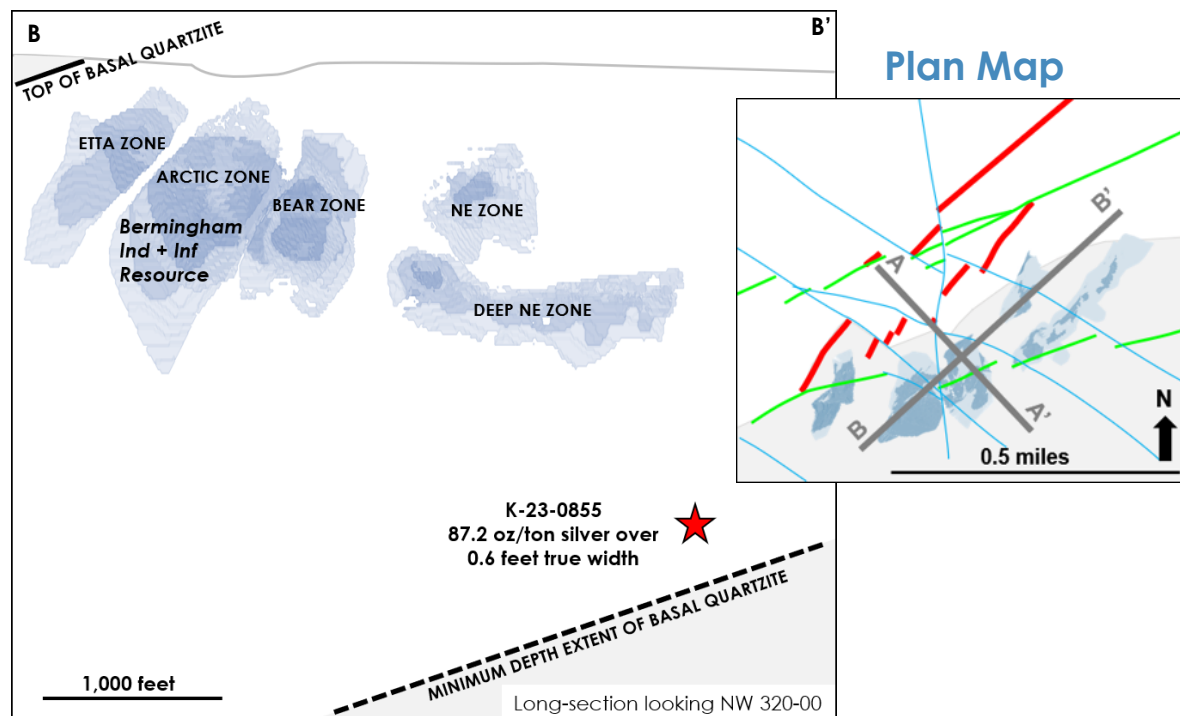 B
B'
TOP OF BASAL QUARTZITE
ETTA ZONE
ARCTIC ZONE
BEAR ZONE
Bermingham
Ind + Inf
Resource
NE ZONE
DEEP NE ZONE
K-23-0855
87.2 oz/ton silver over
0.6 feet true width
MINIMUM DEPTH EXTENT OF BASAL QUARTZITE
1,000 feet
Long-section looking NW 320-00
Plan Map
B'
A
B
A'
N
0.5 miles